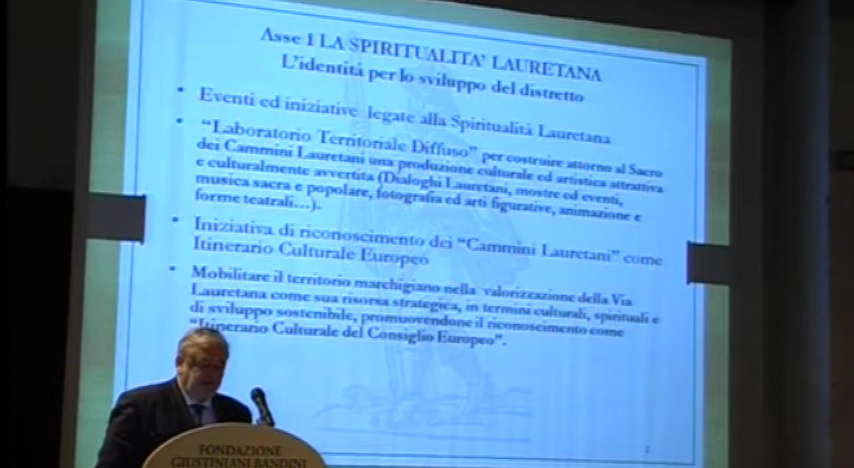 Asse 1 LA SPIRITUALITA' LAURETANA
L'identità per lo sviluppo del distretto
• Eventi ed iniziative legate alla Spiritualità Lauretana
• "Laboratorio Territoriale Diffuso" per costruire attorno al Sacro
dei Cammini Lauretani una produzione culturale ed artistica attrattiva
e culturalmente avvertita (Dialoghi Lauretani, mostre ed eventi,
musica sacra e popolare, fotografia ed arti figurative, animazione e
forme teatrali...).
• Iniziativa di riconoscimento dei "Cammini Lauretani" come
Itinerario Culturale Europeo
• Mobilitare il territorio marchigiano nella valorizzazione della Via
Lauretana come sua risorsa strategica, in termini culturali, spirituali e
di sviluppo sostenibile, promuovendone il riconoscimento come
"Itinerario Culturale del Consiglio Europeo".
2
FONDAZIONE
GIUSTINIANI BANDINI